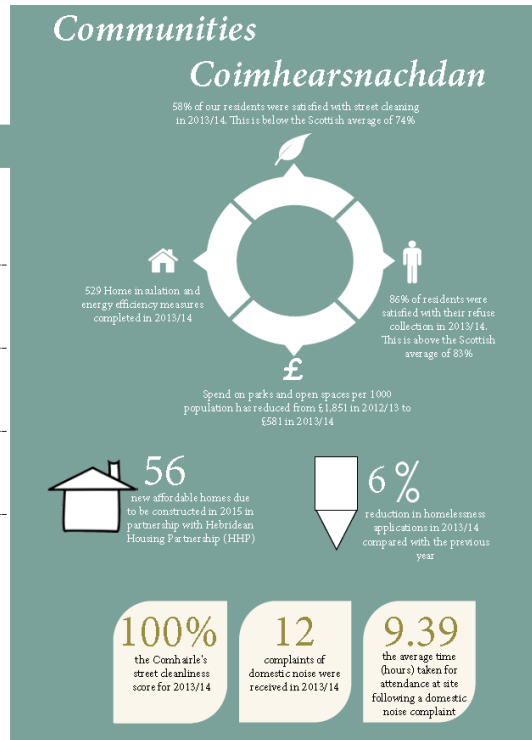 Communities
Coimhearsnachdan
58% of our residents were satisfied with street cleaning
in 2013/14. This is below the Scottish average of 74%
529 Home insulation and
energy efficiency measures
completed in 2013/14
86% of residents were
satisfied with their refuse
collection in 2013/14.
This is above the Scottish
average of 83%
£
Spend on parks and open spaces per 1000
population has reduced from £1,851 in 2012/13 to
£581 in 2013/14
56
new affordable homes due
to be constructed in 2015 in
partnership with Hebridean
Housing Partnership (HHP)
6%
reduction in homelessness
applications in 2013/14
compared with the previous
year
100%
the Comhairle's
street cleanliness
score for 2013/14
12
complaints of
domestic noise were
received in 2013/14
9.39
the average time
(hours) taken for
attendance at site
following a domestic
noise complaint